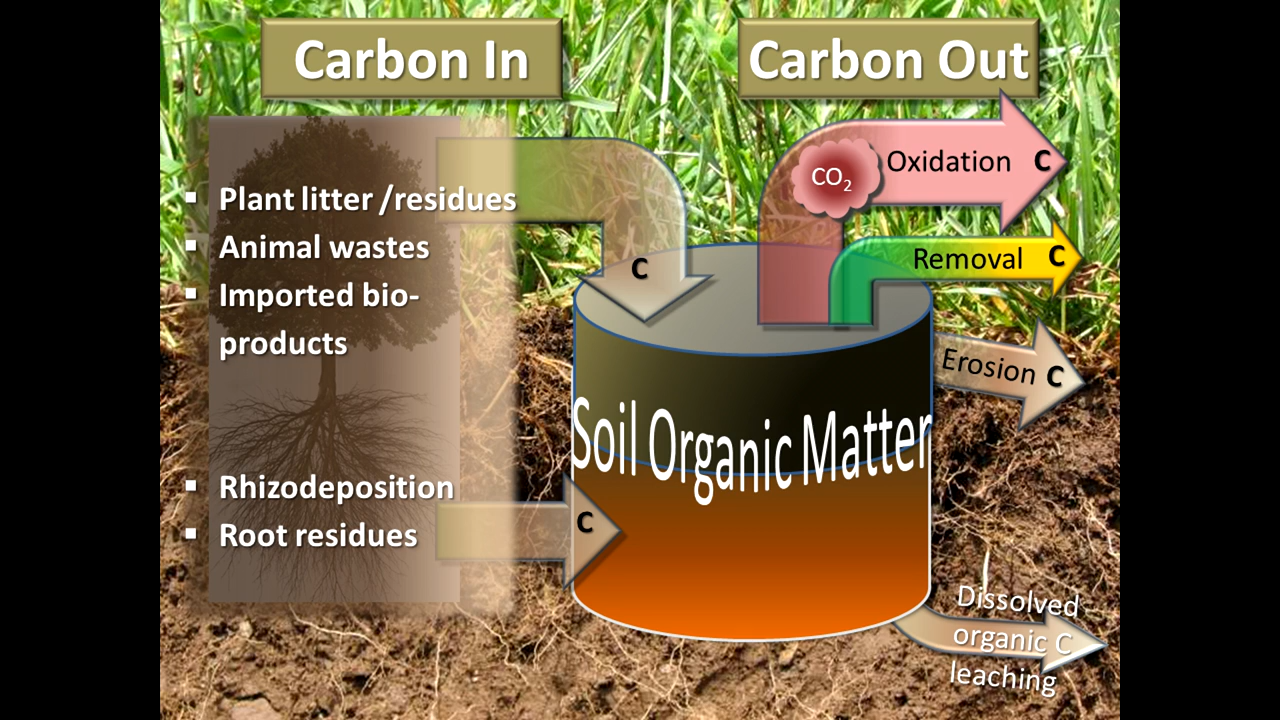 Carbon In
Carbon Out
▪ Plant litter /residues
▪ Animal wastes
▪ Imported bio-
products
▪ Rhizodeposition
▪ Root residues
C
C
Soil Organic Matter
CO₂
Oxidation C
Removal C
Erosion C
Dissolved
organic C
leaching